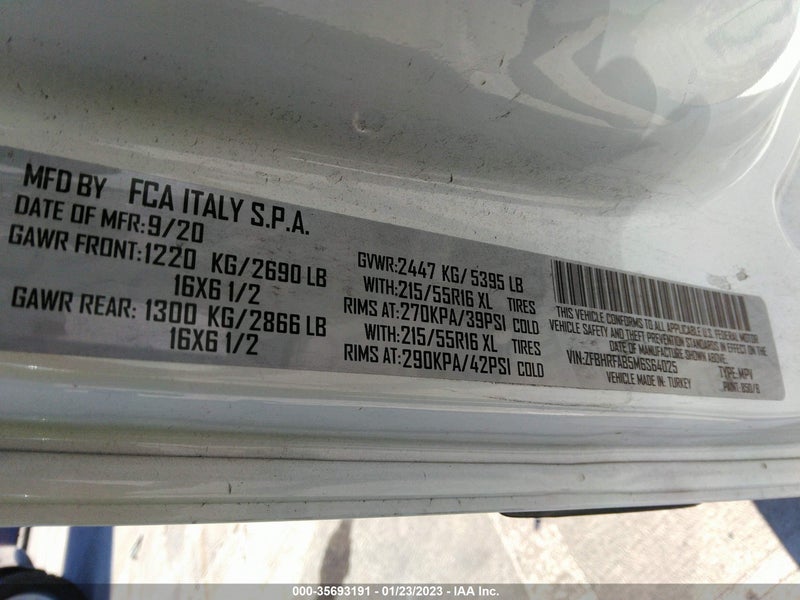 MFD BY FCA ITALY S.P.A.
DATE OF MFR:9/20
GAWR FRONT:1220 KG/2690 LB
16X6 1/2
GAWR REAR: 1300 KG/2866 LB
16X6 1/2
GVWR:2447 KG/ 5395 LB
WITH:215/55R16 XL TIRES
RIMS AT:270KPA/39PSI COLD
WITH:215/55R16 XL TIRES
RIMS AT:290KPA/42PSI COLD
THIS VEHICLE CONFORMS TO ALL APPLICABLE U.S. FEDERAL MOTOR
VEHICLE SAFETY AND THEFT PREVENTION STANDARDS IN EFFECT ON THE
DATE OF MANUFACTURE SHOWN ABOVE.
VIN:ZFBHRFAB5M6S64025 TYPE:MPV
VEHICLE MADE IN: TURKEY PAINT: 850/B
000-35693191 - 01/23/2023 - IAA Inc.